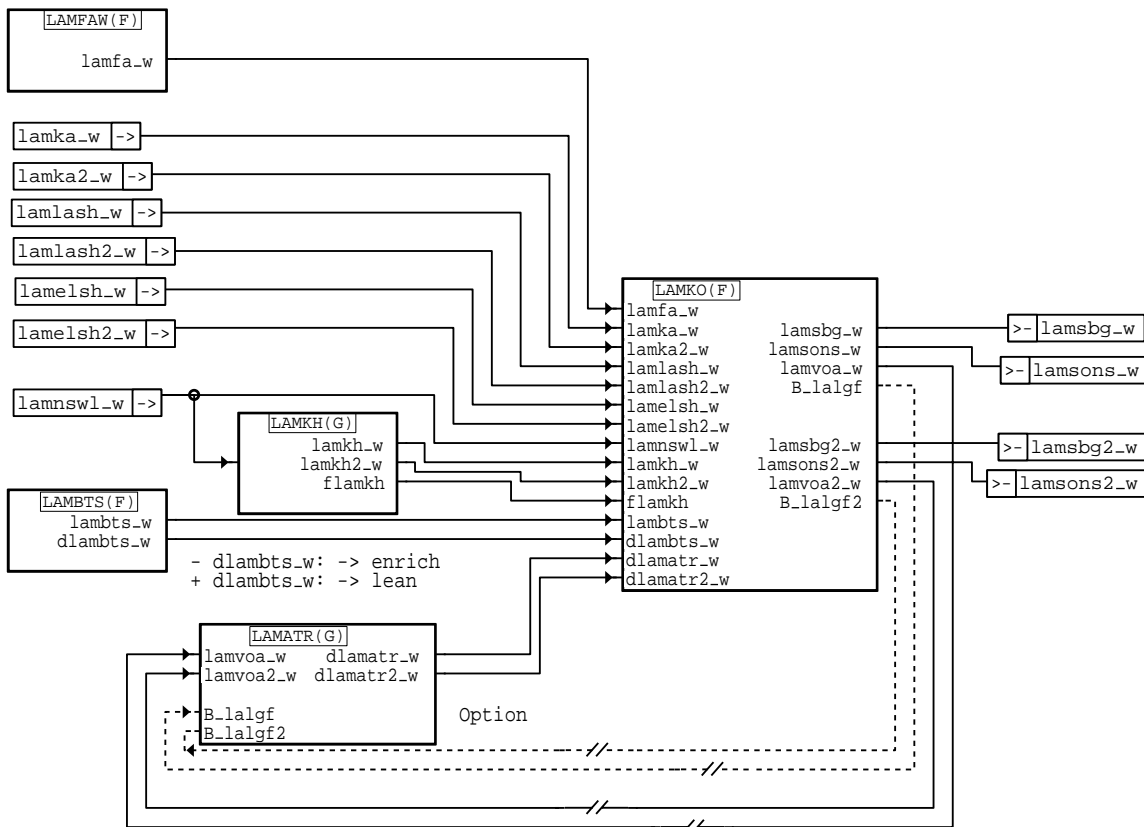 LAMFAW(F)
lamfa_w
lamka_w ->
lamka2_w ->
lamlash_w ->
lamlash2_w ->
lamelsh_w ->
lamelsh2_w ->
lamnswl_w ->
LAMKH(G)
lamkh_w
lamkh2_w
flamkh
LAMBTS(F)
lambts_w
dlambts_w
- dlambts_w: -> enrich
+ dlambts_w: -> lean
LAMKO(F)
lamfa_w
lamka_w
lamka2_w
lamlash_w
lamlash2_w
lamelsh_w
lamelsh2_w
lamnswl_w
lamkh_w
lamkh2_w
flamkh
lambts_w
dlambts_w
dlamatr_w
dlamatr2_w
lamsbg_w
lamsons_w
lamvoa_w
B_lalgf
lamsbg2_w
lamsons2_w
lamvoa2_w
B_lalgf2
>- lamsbg_w
>- lamsons_w
>- lamsbg2_w
>- lamsons2_w
LAMATR(G)
lamvoa_w dlamatr_w
lamvoa2_w dlamatr2_w
B_lalgf
B_lalgf2
Option